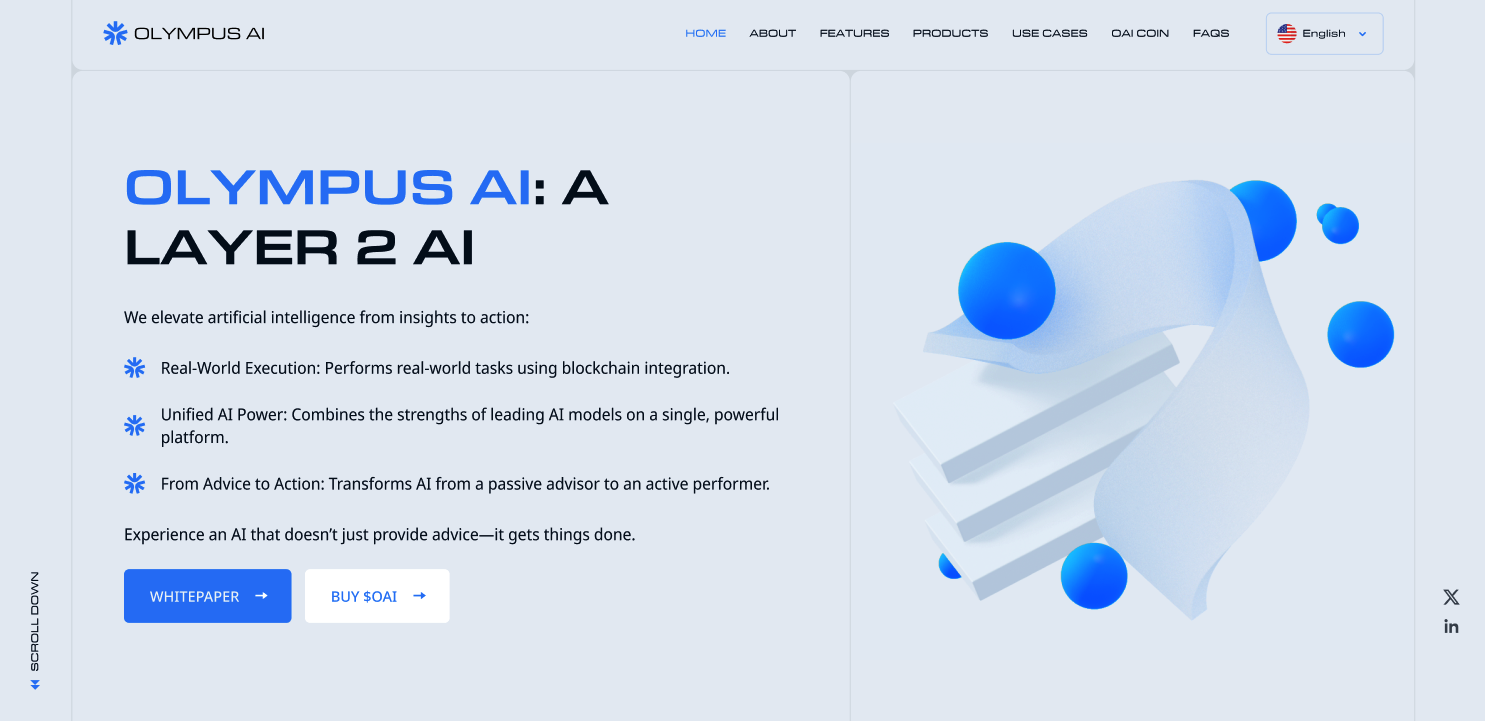 OLYMPUS AI
HOME
ABOUT
FEATURES
PRODUCTS
USE CASES
OAI COIN
FAQS
English
OLYMPUS AI: A
LAYER 2 AI
We elevate artificial intelligence from insights to action:
Real-World Execution: Performs real-world tasks using blockchain integration.
Unified AI Power: Combines the strengths of leading AI models on a single, powerful
platform.
From Advice to Action: Transforms AI from a passive advisor to an active performer.
Experience an AI that doesn’t just provide advice—it gets things done.
WHITEPAPER
BUY $OAI
SCROLL DOWN
X
in